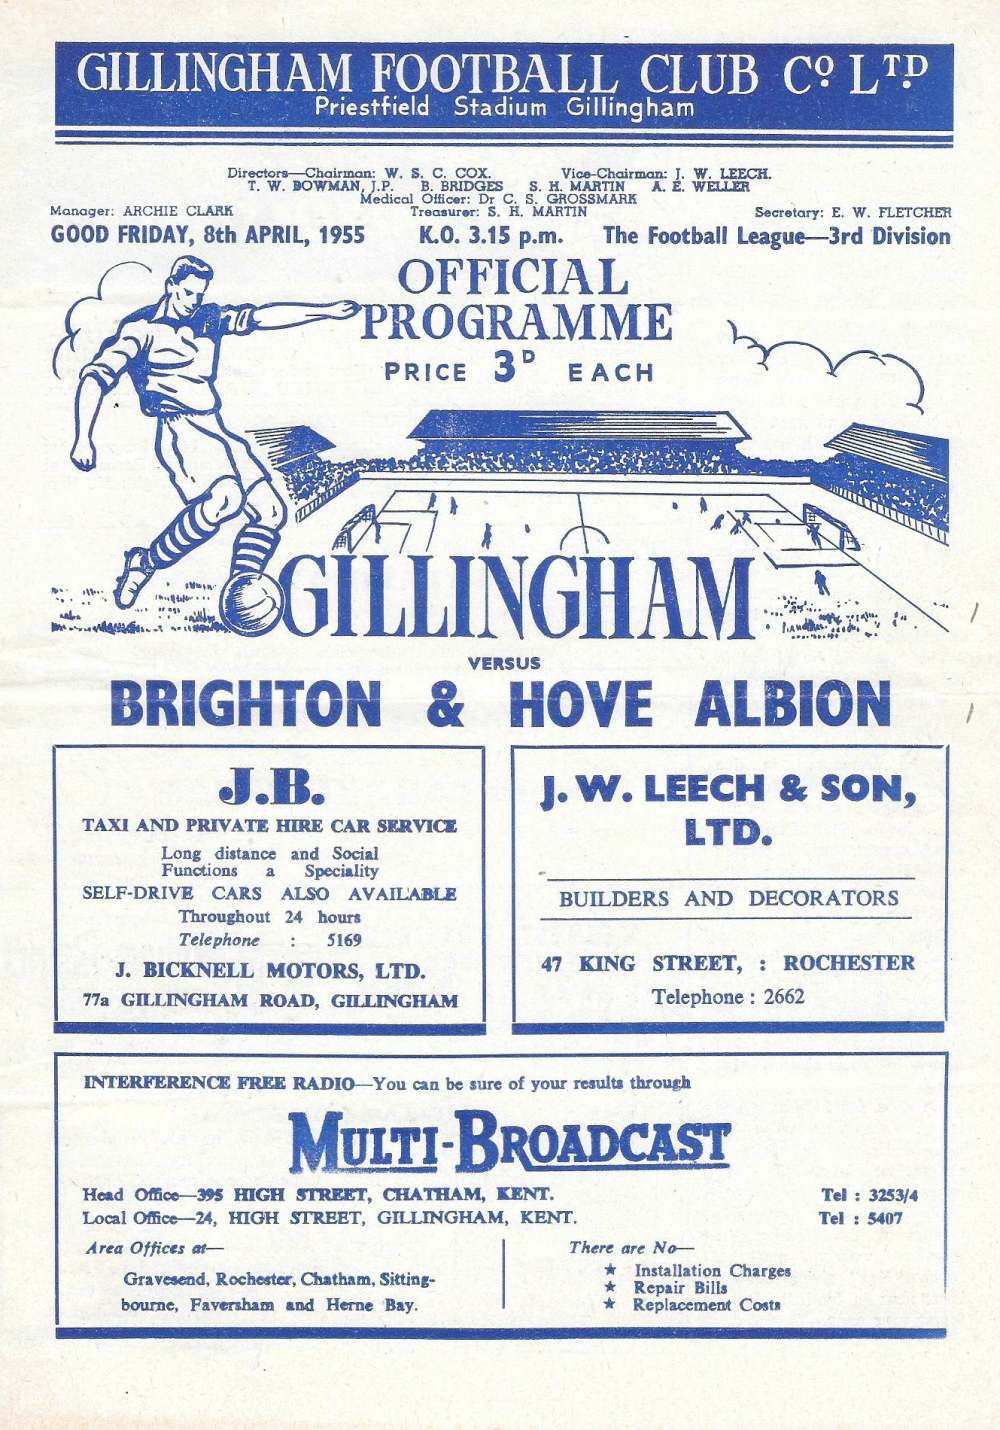 GILLINGHAM FOOTBALL CLUB Cº LTD
Priestfield Stadium Gillingham
Directors—Chairman: W. S. C. COX. Vice-Chairman: J. W. LEECH.
T. W. BOWMAN, J.P. B. BRIDGES S. H. MARTIN A. E. WELLER
Medical Officer: Dr C. S. GROSSMARK
Manager: ARCHIE CLARK Treasurer: S. H. MARTIN Secretary: E. W. FLETCHER
GOOD FRIDAY, 8th APRIL, 1955 K.O. 3.15 p.m. The Football League—3rd Division
OFFICIAL
PROGRAMME
PRICE 3D EACH
GILLINGHAM
VERSUS
BRIGHTON & HOVE ALBION
J.B.
TAXI AND PRIVATE HIRE CAR SERVICE
Long distance and Social
Functions a Speciality
SELF-DRIVE CARS ALSO AVAILABLE
Throughout 24 hours
Telephone : 5169
J. BICKNELL MOTORS, LTD.
77a GILLINGHAM ROAD, GILLINGHAM
J. W. LEECH & SON,
LTD.
BUILDERS AND DECORATORS
47 KING STREET, : ROCHESTER
Telephone : 2662
INTERFERENCE FREE RADIO—You can be sure of your results through
MULTI-BROADCAST
Head Office—395 HIGH STREET, CHATHAM, KENT. Tel : 3253/4
Local Office—24, HIGH STREET, GILLINGHAM, KENT. Tel : 5407
Area Offices at—
Gravesend, Rochester, Chatham, Sitting-
bourne, Faversham and Herne Bay.
There are No—
★ Installation Charges
★ Repair Bills
★ Replacement Costs